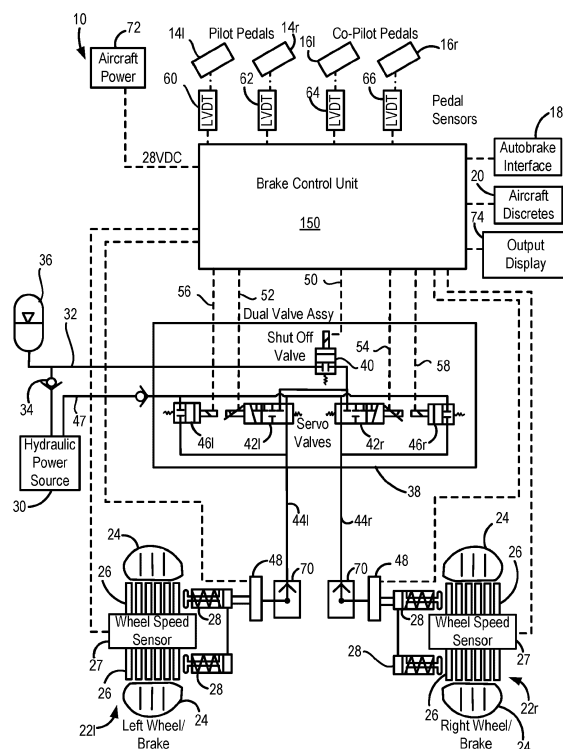 10
72
Aircraft
Power
14l
Pilot Pedals
14r
16l
Co-Pilot Pedals
16r
60
LVDT
62
LVDT
64
LVDT
66
LVDT
Pedal
Sensors
28VDC
Brake Control Unit
150
18
Autobrake
Interface
20
Aircraft
Discretes
74
Output
Display
36
56
52
50
Dual Valve Assy
54
58
32
Shut Off
Valve
40
34
47
46l
42l
Servo
Valves
42r
46r
Hydraulic
Power
Source
30
38
44l
44r
24
26
48
70
70
48
24
26
28
28
Wheel Speed
Sensor
27
Wheel Speed
Sensor
27
26
28
28
26
22l
24
Left Wheel/
Brake
22r
Right Wheel/
Brake
24